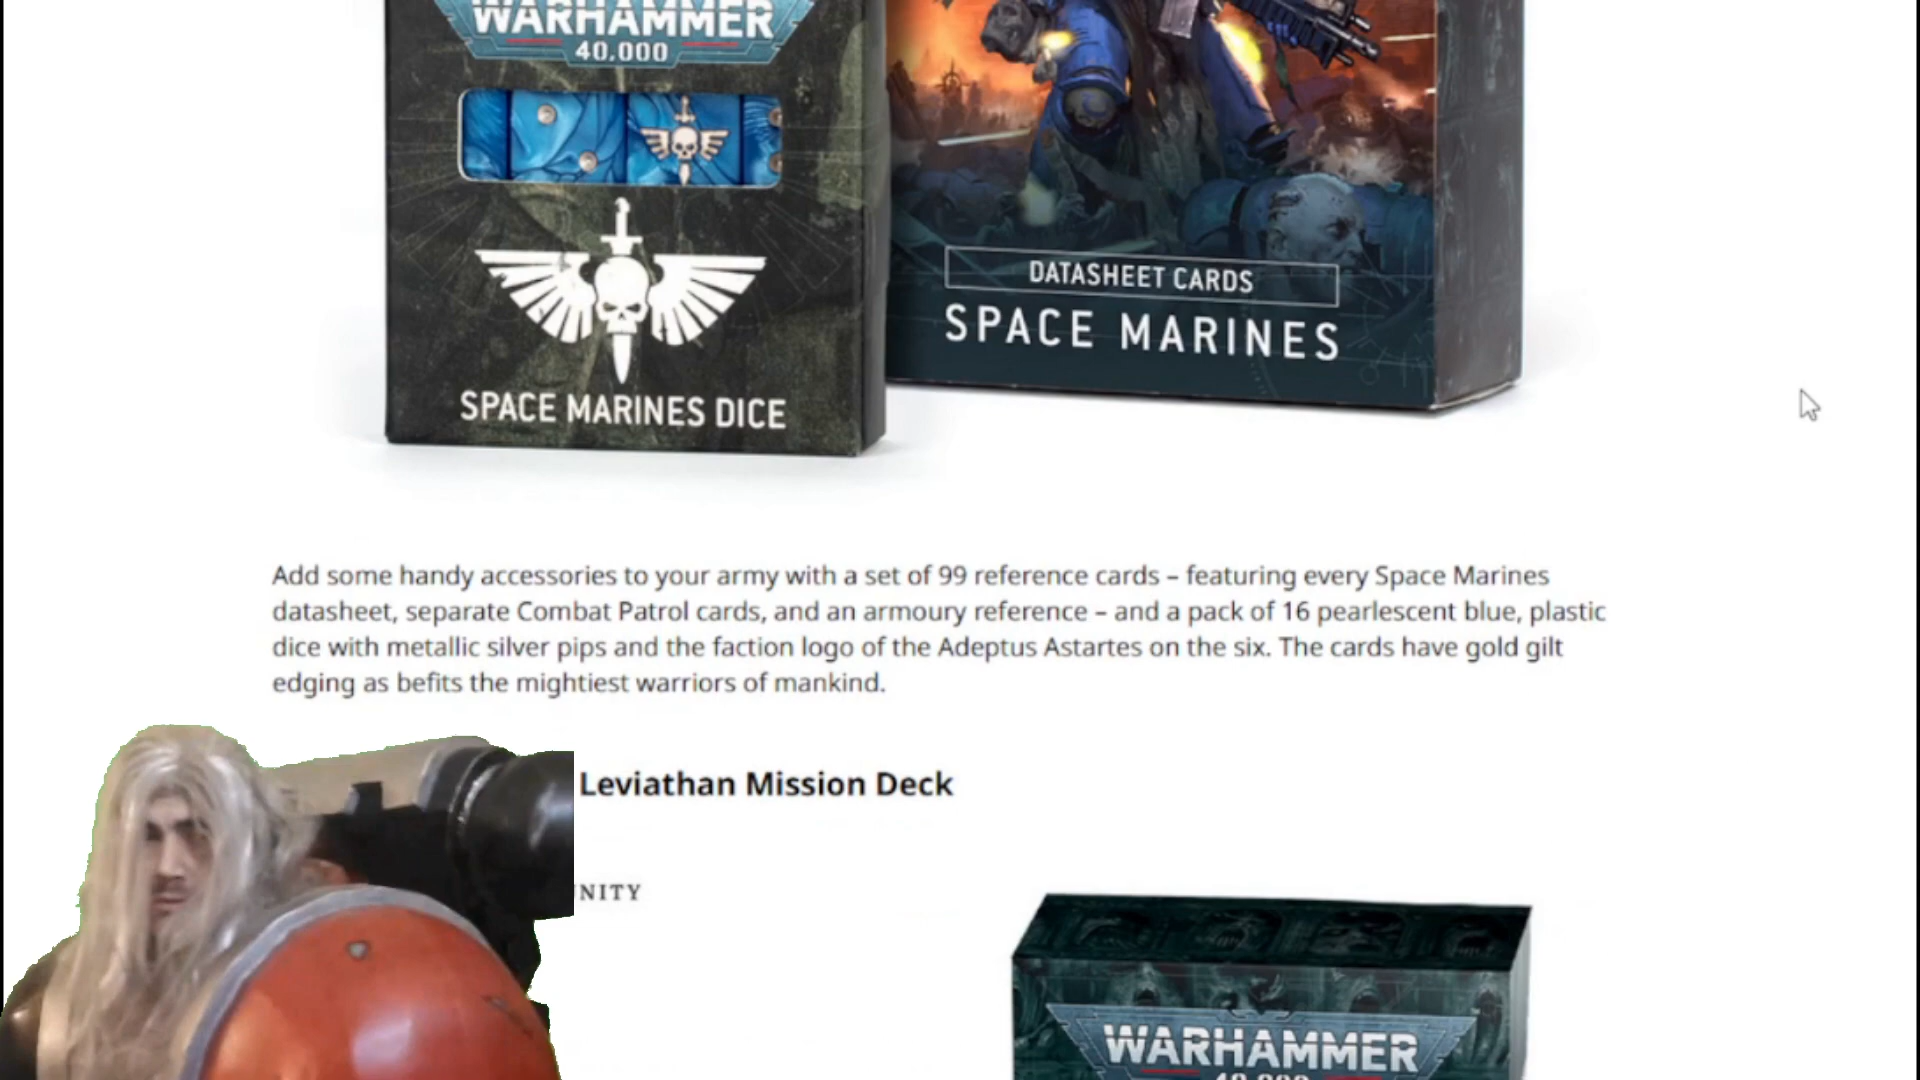 WARHAMMER
40,000
SPACE MARINES DICE
DATASHEET CARDS
SPACE MARINES
Add some handy accessories to your army with a set of 99 reference cards – featuring every Space Marines
datasheet, separate Combat Patrol cards, and an armoury reference – and a pack of 16 pearlescent blue, plastic
dice with metallic silver pips and the faction logo of the Adeptus Astartes on the six. The cards have gold gilt
edging as befits the mightiest warriors of mankind.
Leviathan Mission Deck
NITY
WARHAMMER
40,000